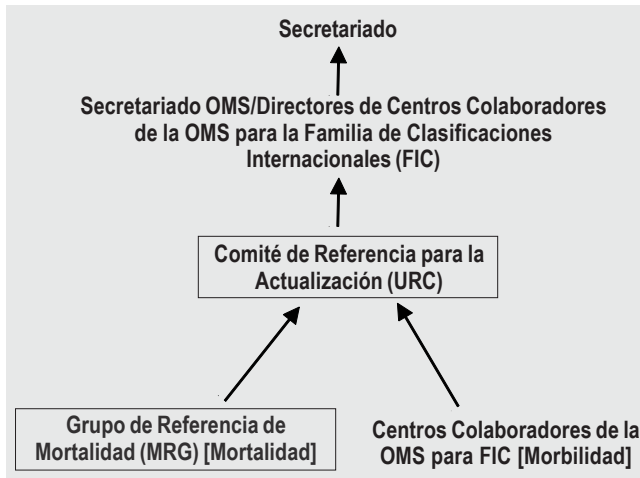 Secretariado
Secretariado OMS/Directores de Centros Colaboradores
de la OMS para la Familia de Clasificaciones
Internacionales (FIC)
Comité de Referencia para la
Actualización (URC)
Grupo de Referencia de
Mortalidad (MRG) [Mortalidad]
Centros Colaboradores de la
OMS para FIC [Morbilidad]